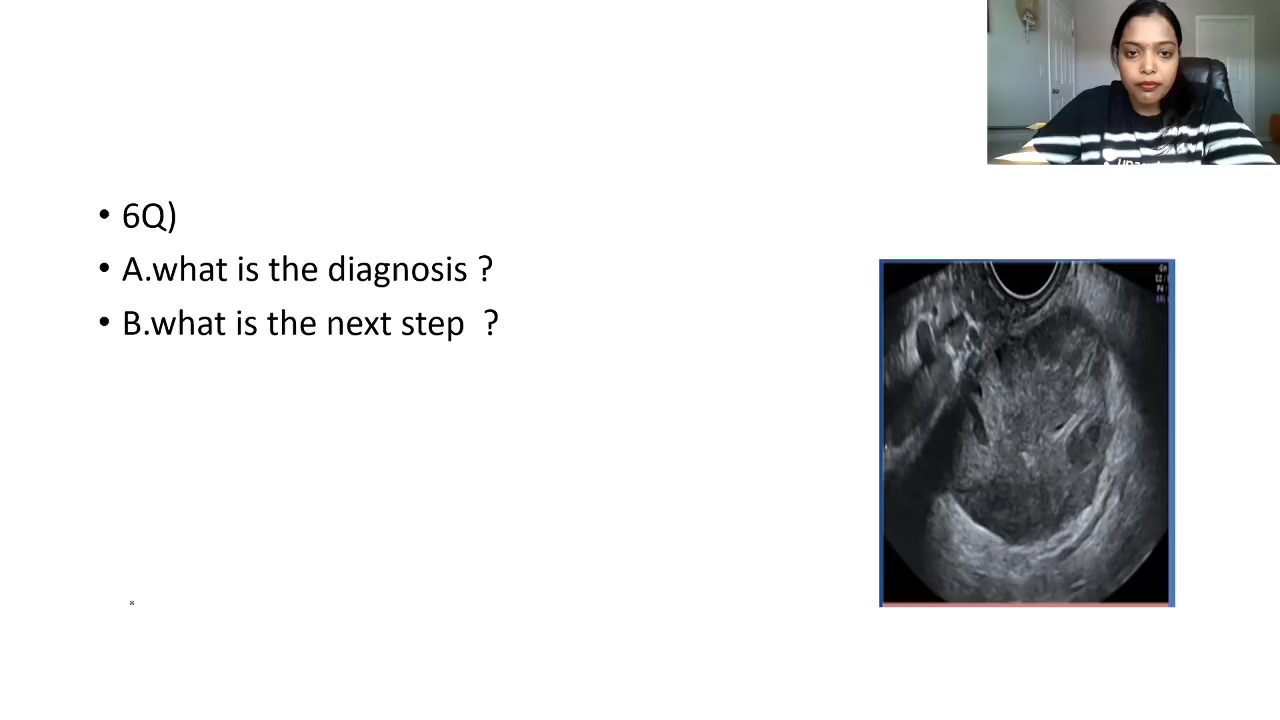 6Q)
A.what is the diagnosis ?
B.what is the next step ?